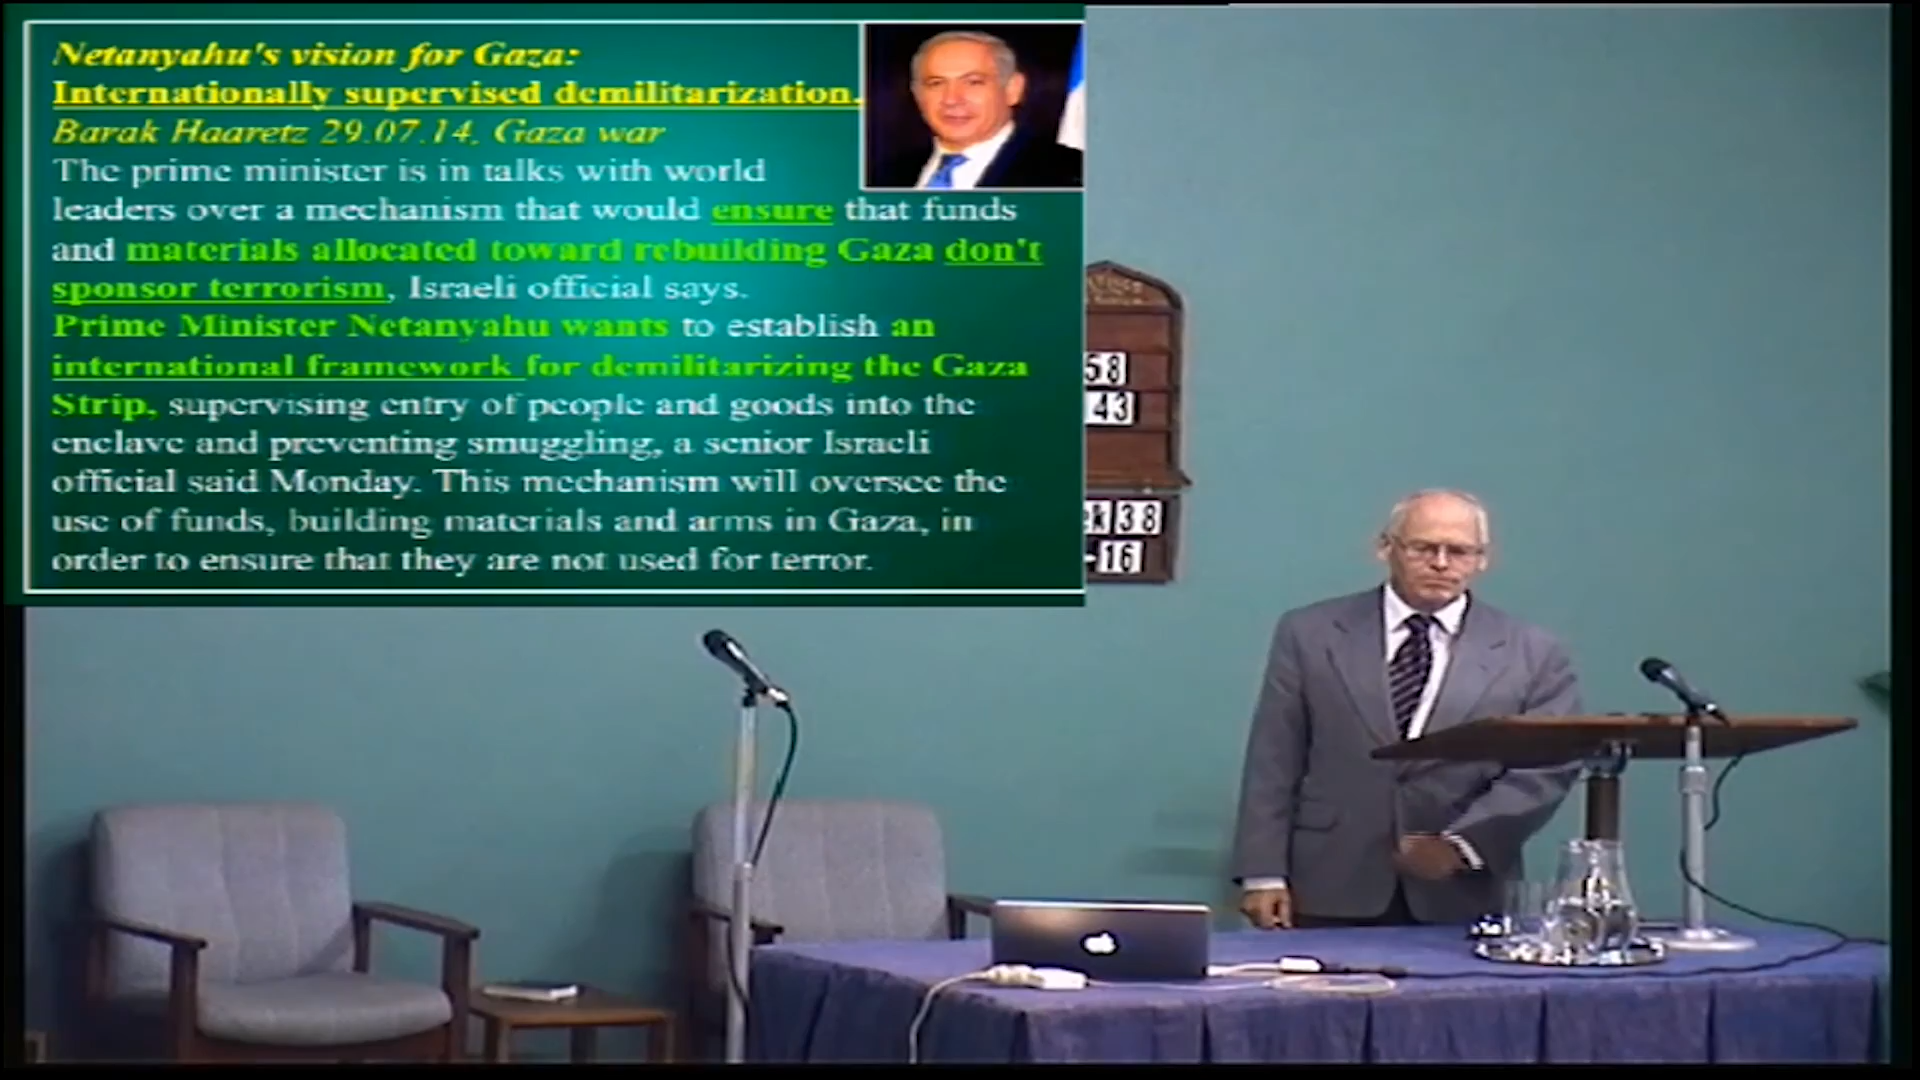 Netanyahu's vision for Gaza:
Internationally supervised demilitarization.
Barak Haaretz 29.07.14, Gaza war
The prime minister is in talks with world
leaders over a mechanism that would ensure that funds
and materials allocated toward rebuilding Gaza don't
sponsor terrorism, Israeli official says.
Prime Minister Netanyahu wants to establish an
international framework for demilitarizing the Gaza
Strip, supervising entry of people and goods into the
enclave and preventing smuggling, a senior Israeli
official said Monday. This mechanism will oversee the
use of funds, building materials and arms in Gaza, in
order to ensure that they are not used for terror.
58
43
k 38
-16